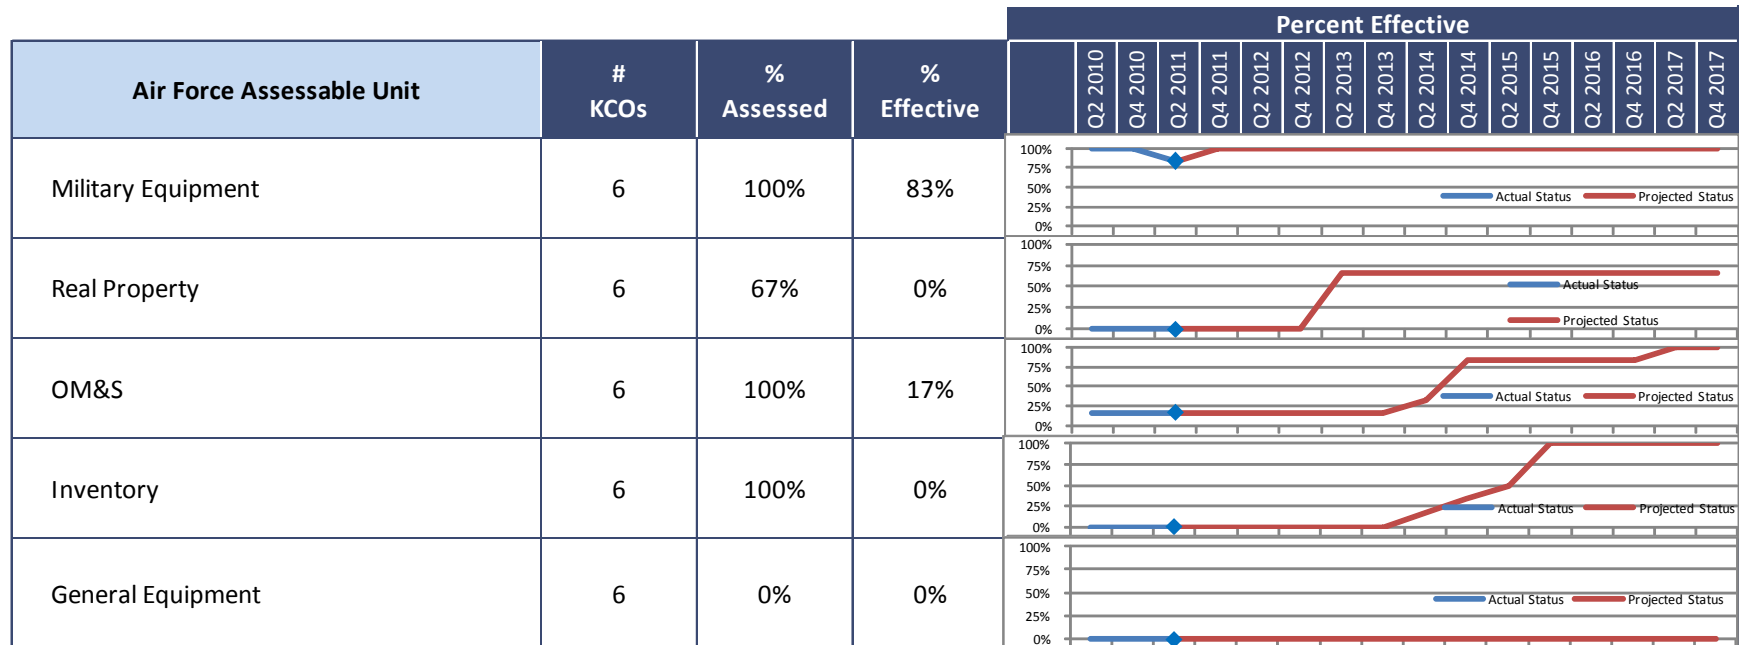 Percent Effective
Air Force Assessable Unit
#
KCOs
%
Assessed
%
Effective
Q2 2010
Q4 2010
Q2 2011
Q4 2011
Q2 2012
Q4 2012
Q2 2013
Q4 2013
Q2 2014
Q4 2014
Q2 2015
Q4 2015
Q2 2016
Q4 2016
Q2 2017
Q4 2017
Military Equipment 6 100% 83%
100%
75%
50%
25%
0%
Actual Status Projected Status
Real Property 6 67% 0%
100%
75%
50%
25%
0%
Actual Status
Projected Status
OM&S 6 100% 17%
100%
75%
50%
25%
0%
Actual Status Projected Status
Inventory 6 100% 0%
100%
75%
50%
25%
0%
Actual Status Projected Status
General Equipment 6 0% 0%
100%
75%
50%
25%
0%
Actual Status Projected Status